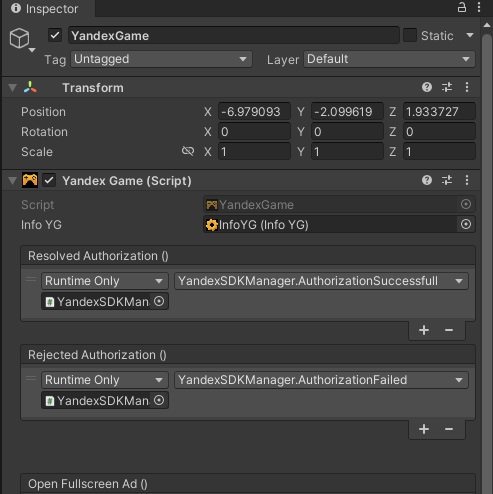 Inspector
YandexGame Static
Tag Untagged Layer Default
Transform
Position X -6.979093 Y -2.099619 Z 1.933727
Rotation X 0 Y 0 Z 0
Scale X 1 Y 1 Z 1
Yandex Game (Script)
Script YandexGame
Info YG InfoYG (Info YG)
Resolved Authorization ()
Runtime Only YandexSDKManager.AuthorizationSuccessfull
YandexSDKMana
Rejected Authorization ()
Runtime Only YandexSDKManager.AuthorizationFailed
YandexSDKMana
Open Fullscreen Ad ()